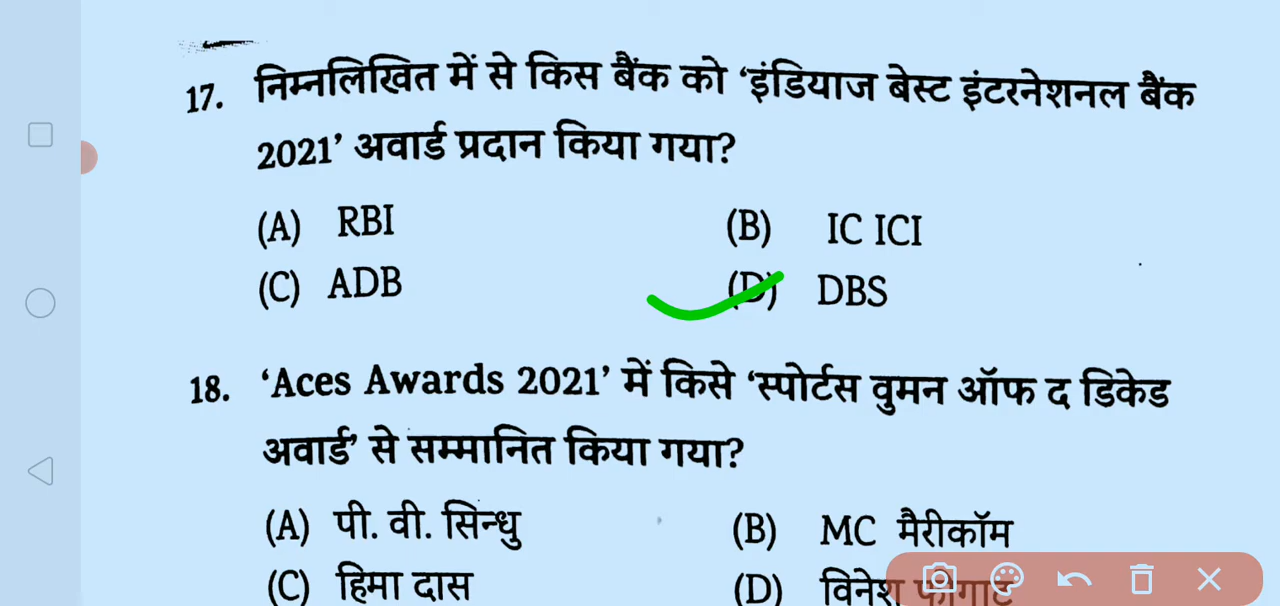 17. निम्नलिखित में से किस बैंक को ‘इंडियाज बेस्ट इंटरनेशनल बैंक
2021’ अवार्ड प्रदान किया गया?
(A) RBI (B) IC ICI
(C) ADB (D) DBS
18. ‘Aces Awards 2021’ में किसे ‘स्पोर्टस वुमन ऑफ द डिकेड
अवार्ड’ से सम्मानित किया गया?
(A) पी. वी. सिन्धु (B) MC मैरीकॉम
(C) हिमा दास (D) विनेश फोगाट